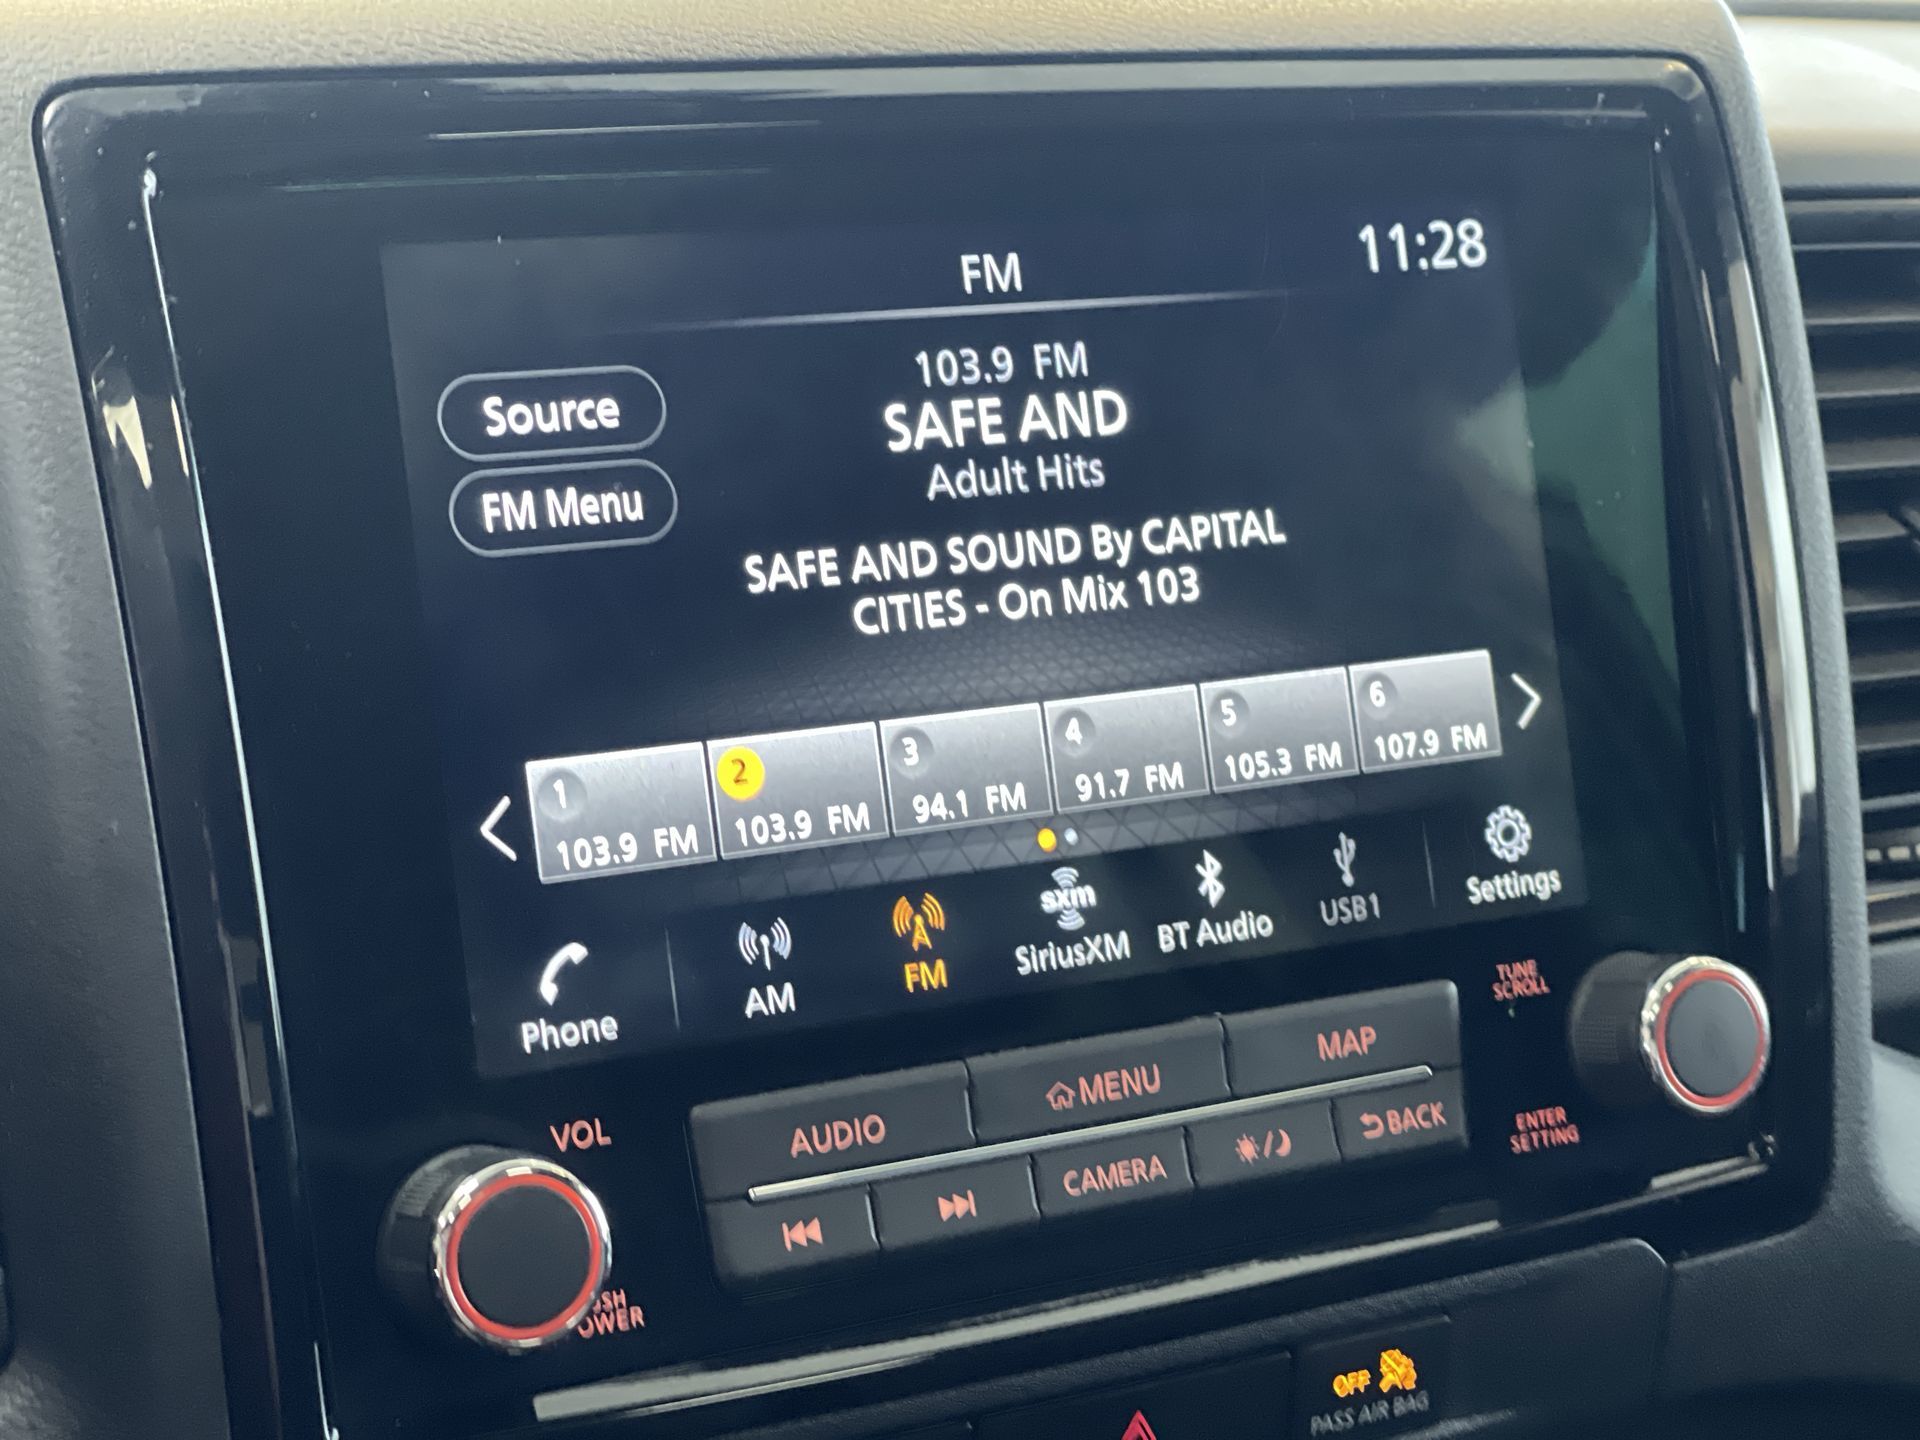 FM
11:28
103.9 FM
SAFE AND
Adult Hits
Source
FM Menu
SAFE AND SOUND By CAPITAL
CITIES - On Mix 103
1
103.9 FM
2
103.9 FM
3
94.1 FM
4
91.7 FM
5
105.3 FM
6
107.9 FM
Phone
AM
FM
sxm
SiriusXM
BT Audio
USB1
Settings
TUNE
SCROLL
VOL
AUDIO
MENU
MAP
CAMERA
BACK
ENTER
SETTING
OFF
PASS AIR BAG